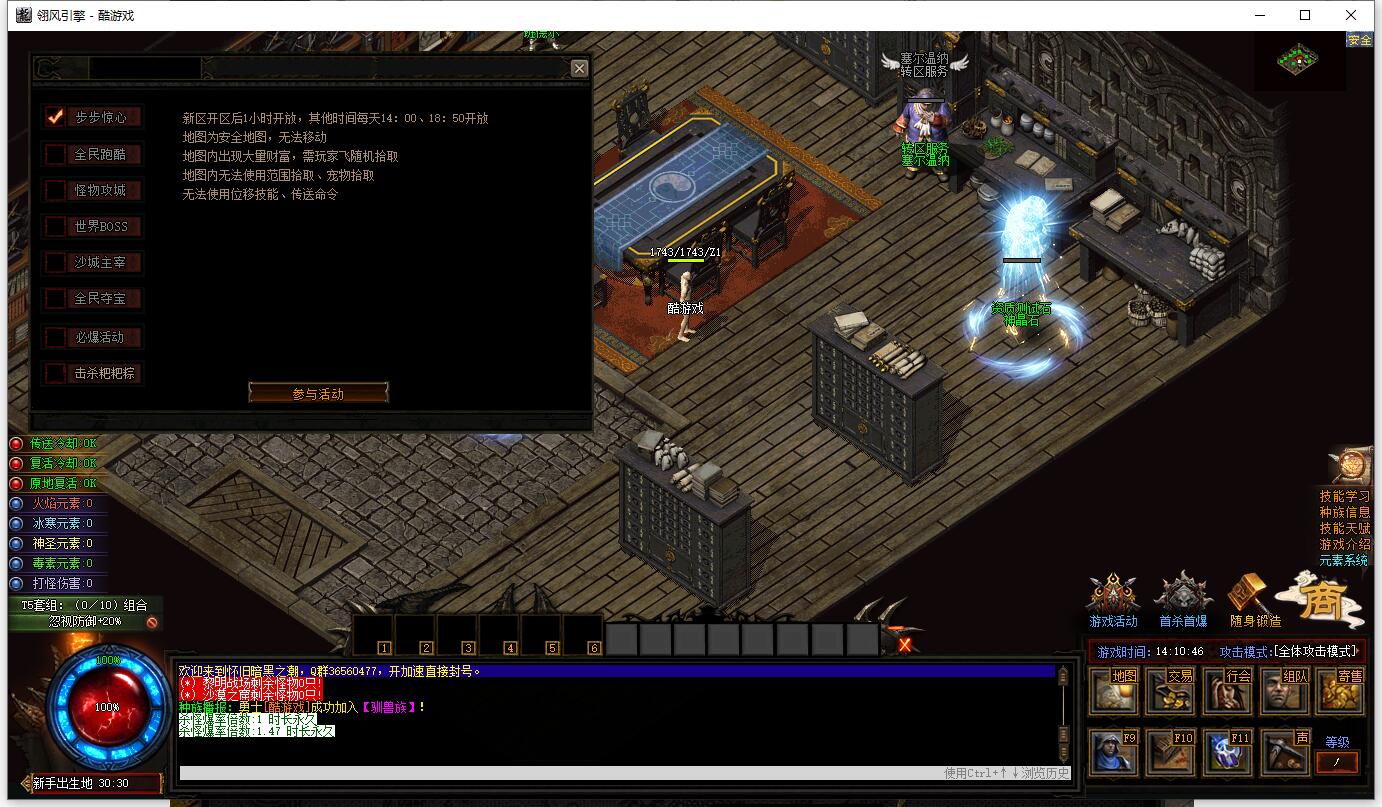 翎风引擎 - 酷游戏
安全
塞尔温纳
转区服务
转区服务
塞尔温纳
步步惊心
全民跑酷
怪物攻城
世界BOSS
沙城主宰
全民夺宝
必爆活动
击杀粑粑粽
新区开区后1小时开放，其他时间每天14：00、18：50开放
地图为安全地图，无法移动
地图内出现大量财富，需玩家飞随机拾取
地图内无法使用范围拾取、宠物拾取
无法使用位移技能、传送命令
参与活动
1743/1743/Z1
酷游戏
资质测试石
神晶石
传送冷却:OK
复活冷却:OK
原地复活:OK
火焰元素:0
冰寒元素:0
神圣元素:0
毒素元素:0
打怪伤害:0
T5套组：（0／10）组合
忽视防御+20%
技能学习
种族信息
技能天赋
游戏介绍
元素系统
游戏活动
首杀首爆
随身锻造
商
1
2
3
4
5
6
X
100%
100%
新手出生地 30:30
欢迎来到怀旧暗黑之潮，Q群36560477，开加速直接封号。
(*) 黎明战场剩余怪物0只!
(*) 沙漠之窟剩余怪物0只!
种族播报：勇士[酷游戏]成功加入【驯兽族】！
杀怪爆率倍数:1 时长永久
杀怪爆率倍数:1.47 时长永久
使用Ctrl+↑↓浏览历史
游戏时间: 14:10:46 攻击模式:[全体攻击模式]
地图
交易
行会
组队
寄售
F9
F10
F11
声
等级
/